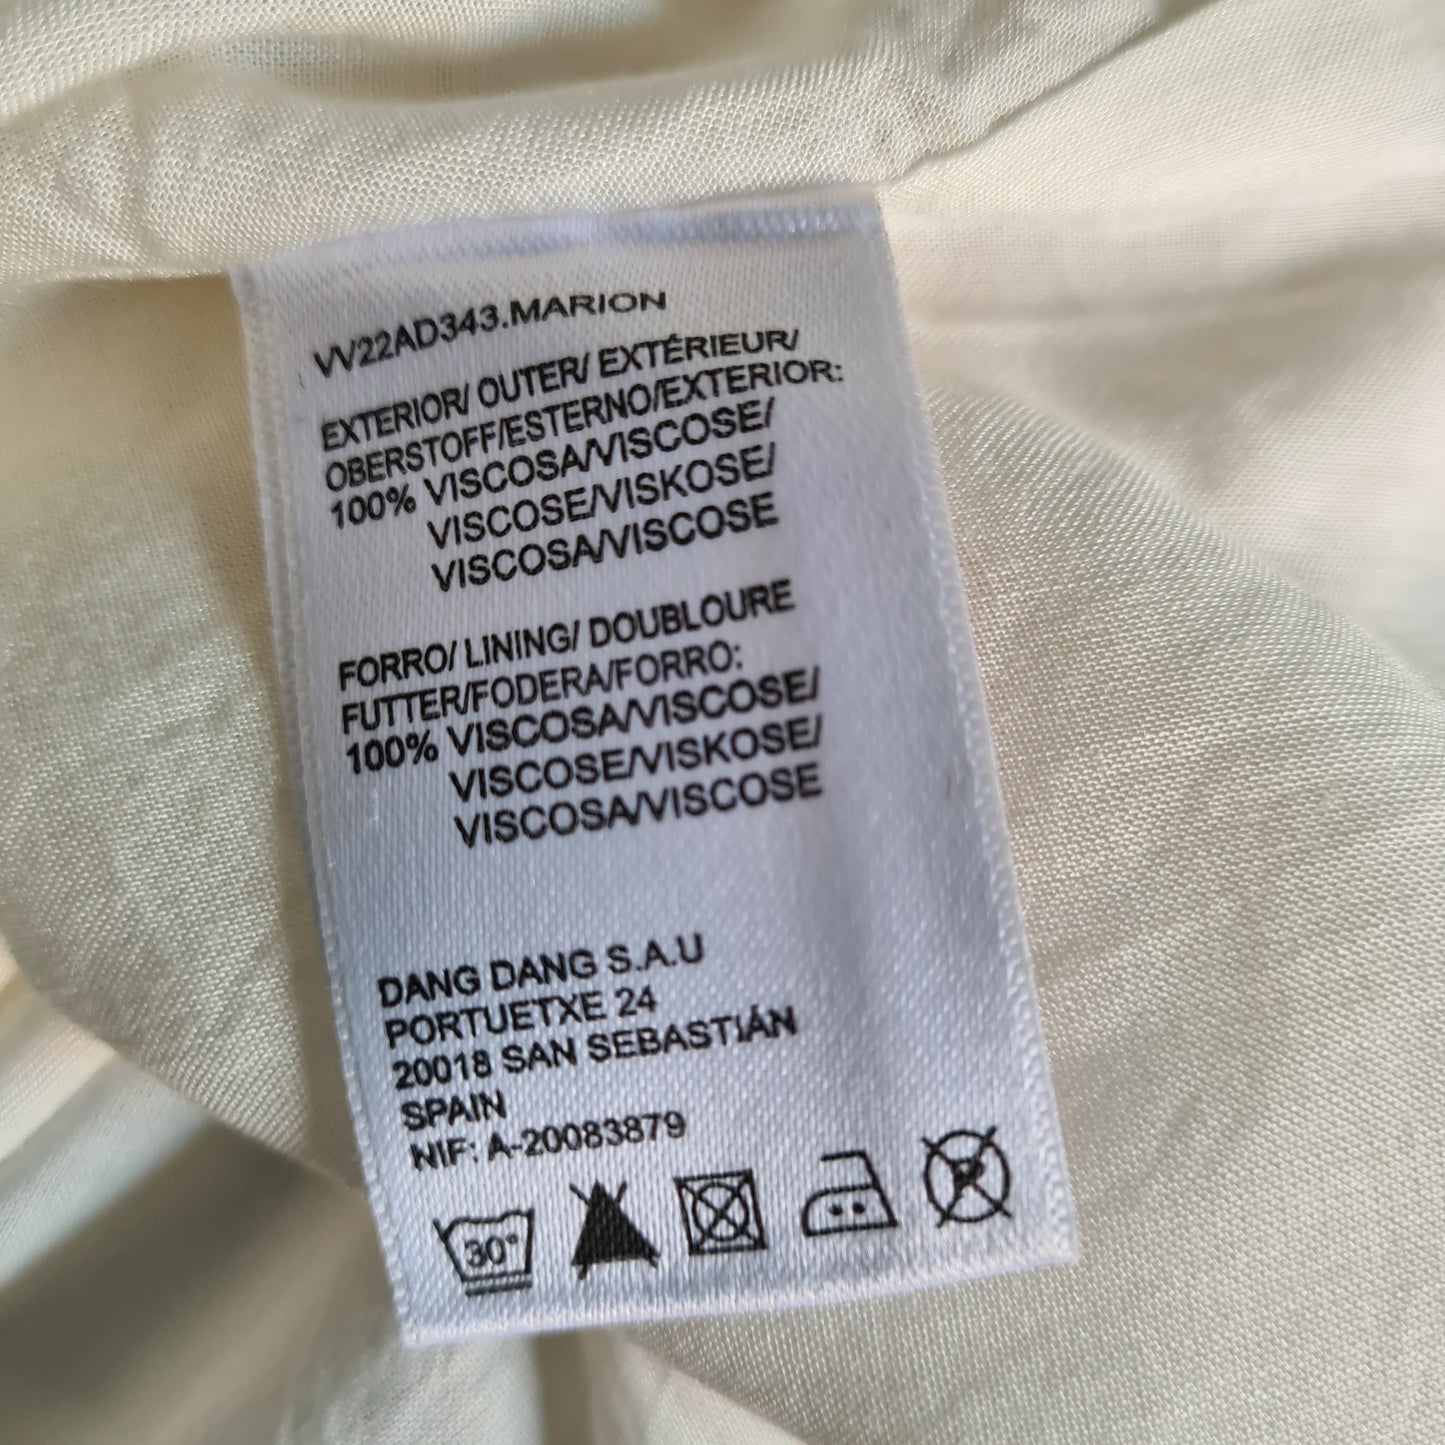 VV22AD343.MARION
EXTERIOR/ OUTER/ EXTÉRIEUR/
OBERSTOFF/ESTERNO/EXTERIOR:
100% VISCOSA/VISCOSE/
VISCOSE/VISKOSE/
VISCOSA/VISCOSE
FORRO/ LINING/ DOUBLOURE
FUTTER/FODERA/FORRO:
100% VISCOSA/VISCOSE/
VISCOSE/VISKOSE/
VISCOSA/VISCOSE
DANG DANG S.A.U
PORTUETXE 24
20018 SAN SEBASTIÁN
SPAIN
NIF: A-20083879
30° P